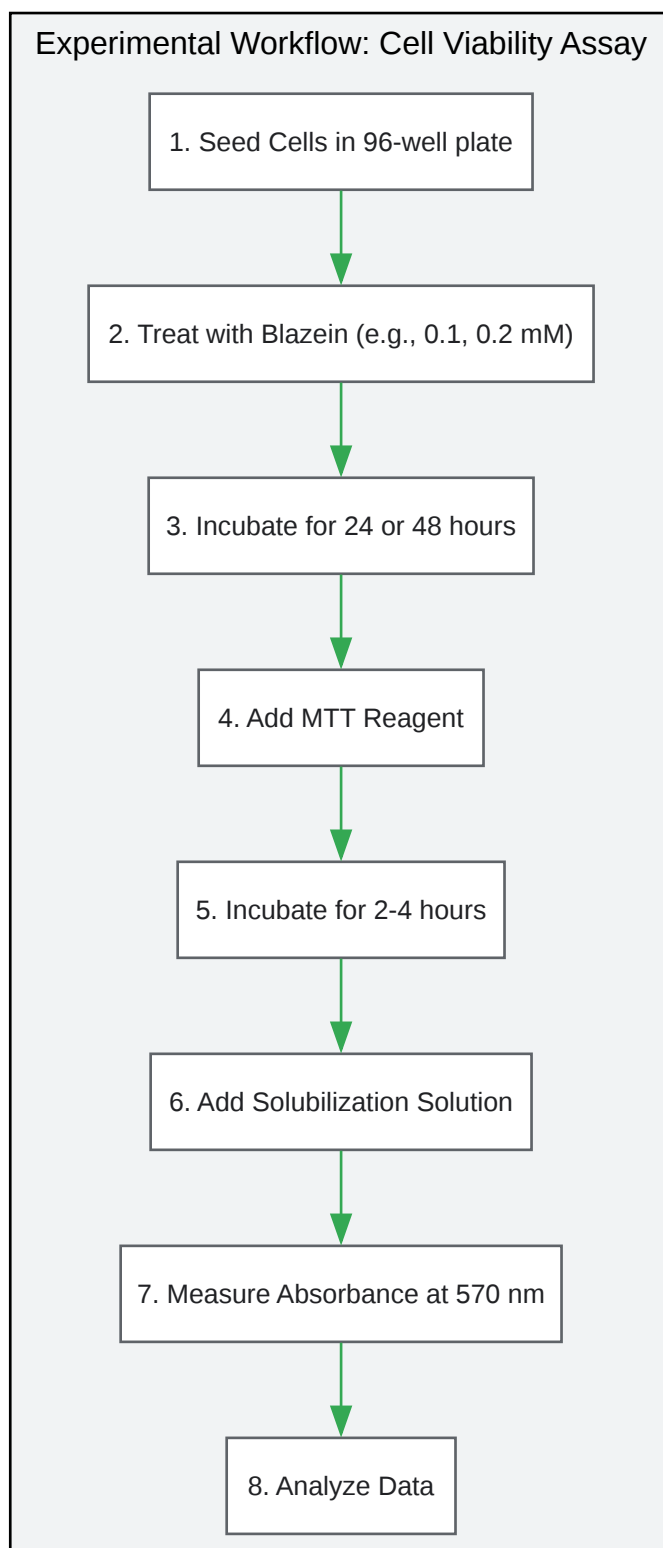 Experimental Workflow: Cell Viability Assay
1. Seed Cells in 96-well plate
2. Treat with Blazein (e.g., 0.1, 0.2 mM)
3. Incubate for 24 or 48 hours
4. Add MTT Reagent
5. Incubate for 2-4 hours
6. Add Solubilization Solution
7. Measure Absorbance at 570 nm
8. Analyze Data